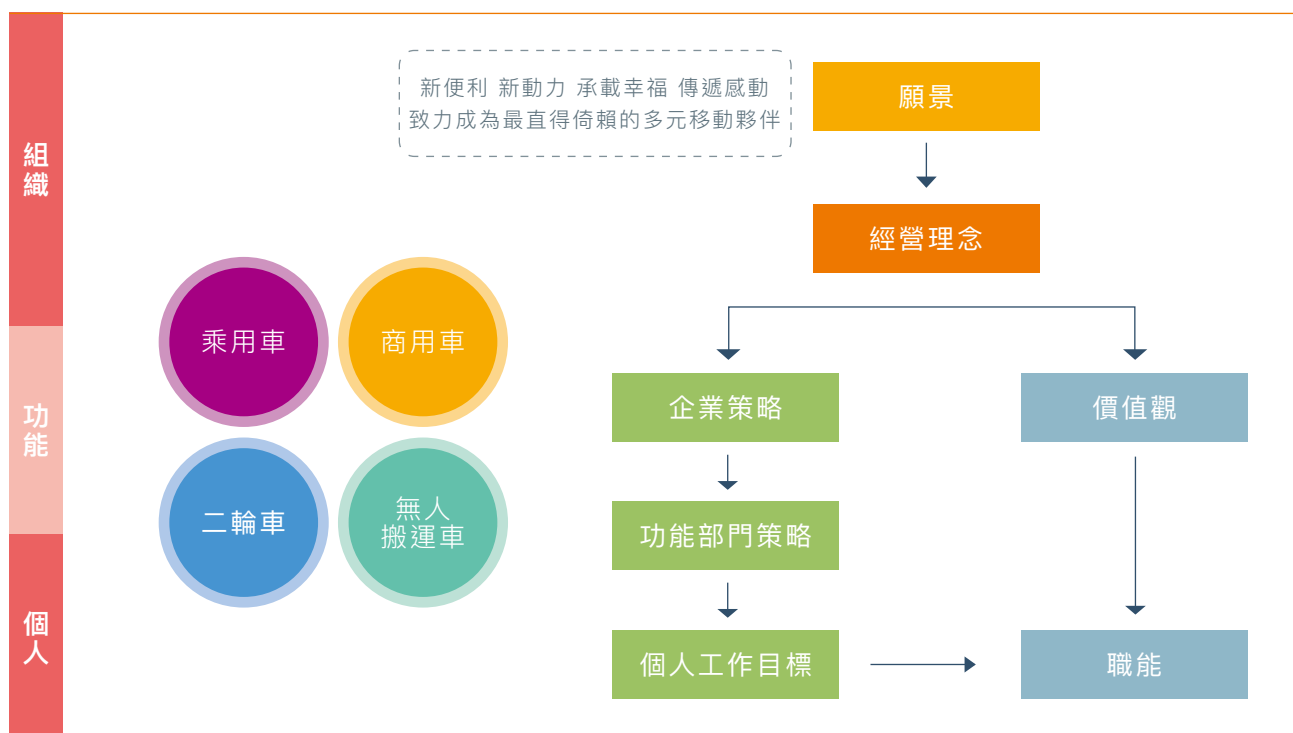 組織
功能
個人
新便利 新動力 承載幸福 傳遞感動
致力成為最直得倚賴的多元移動夥伴
願景
經營理念
乘用車
商用車
二輪車
無人
搬運車
企業策略
價值觀
功能部門策略
個人工作目標
職能